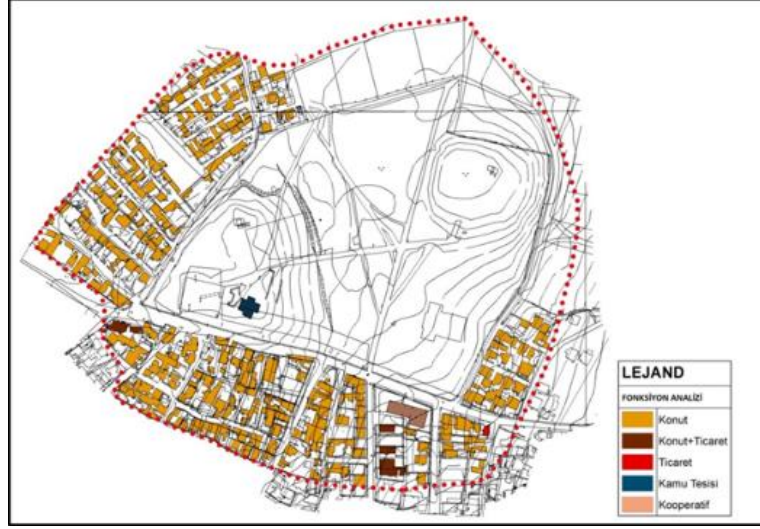 LEJAND
FONKSİYON ANALİZİ
Konut
Konut+Ticaret
Ticaret
Kamu Tesisi
Kooperatif